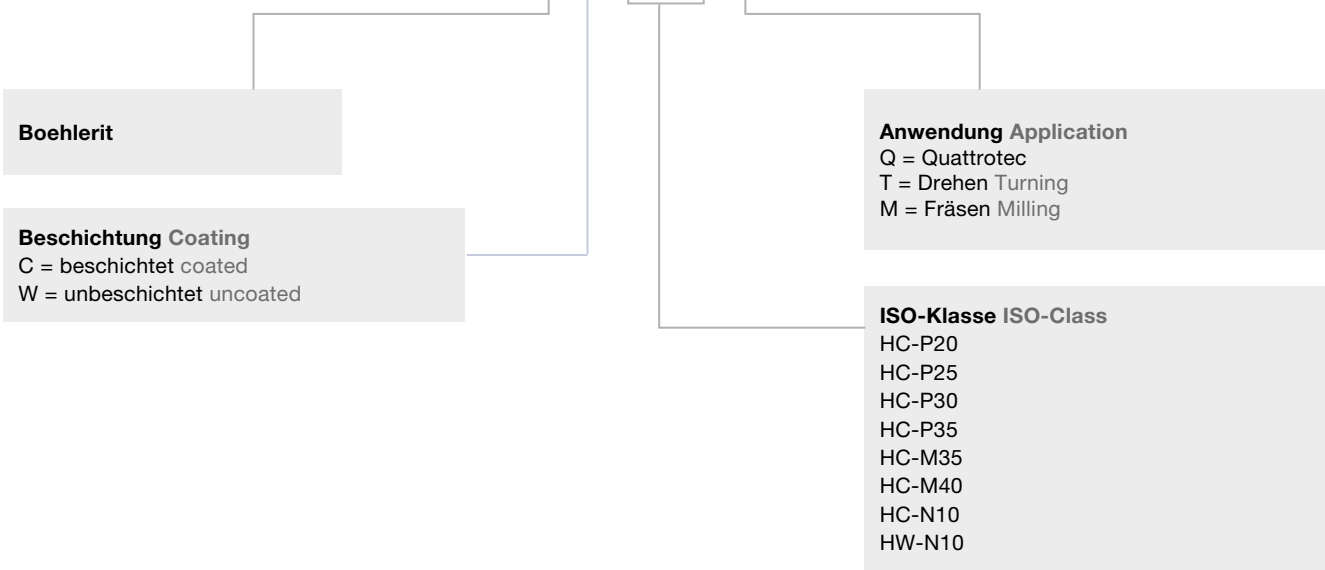 Boehlerit
Beschichtung Coating
C = beschichtet coated
W = unbeschichtet uncoated
Anwendung Application
Q = Quattrotec
T = Drehen Turning
M = Fräsen Milling
ISO-Klasse ISO-Class
HC-P20
HC-P25
HC-P30
HC-P35
HC-M35
HC-M40
HC-N10
HW-N10